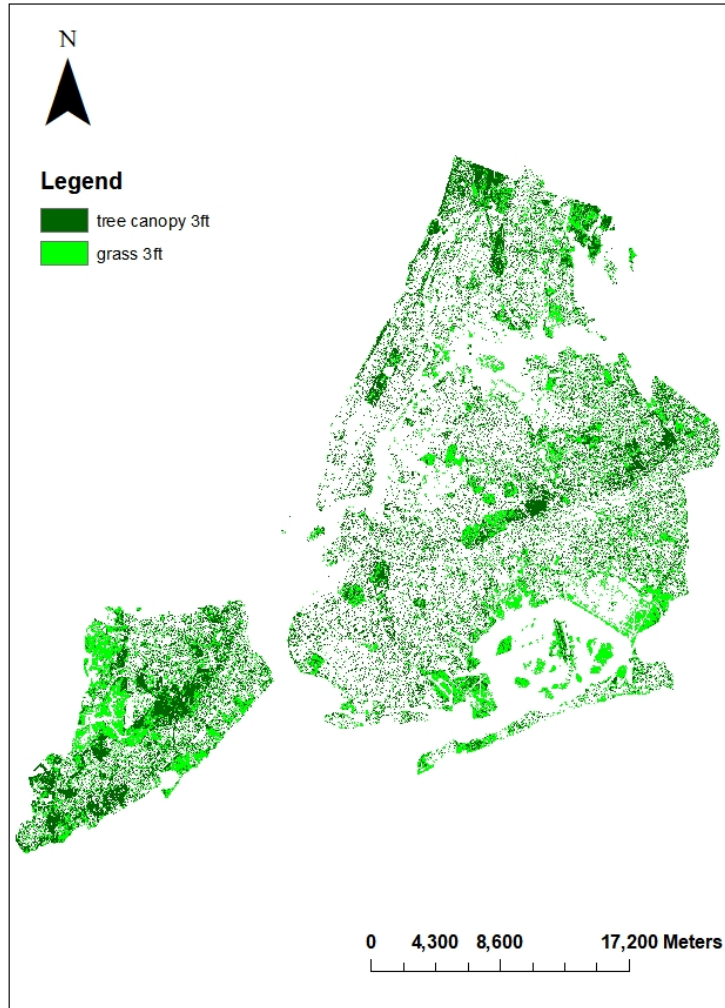 N
Legend
tree canopy 3ft
grass 3ft
0 4,300 8,600 17,200 Meters